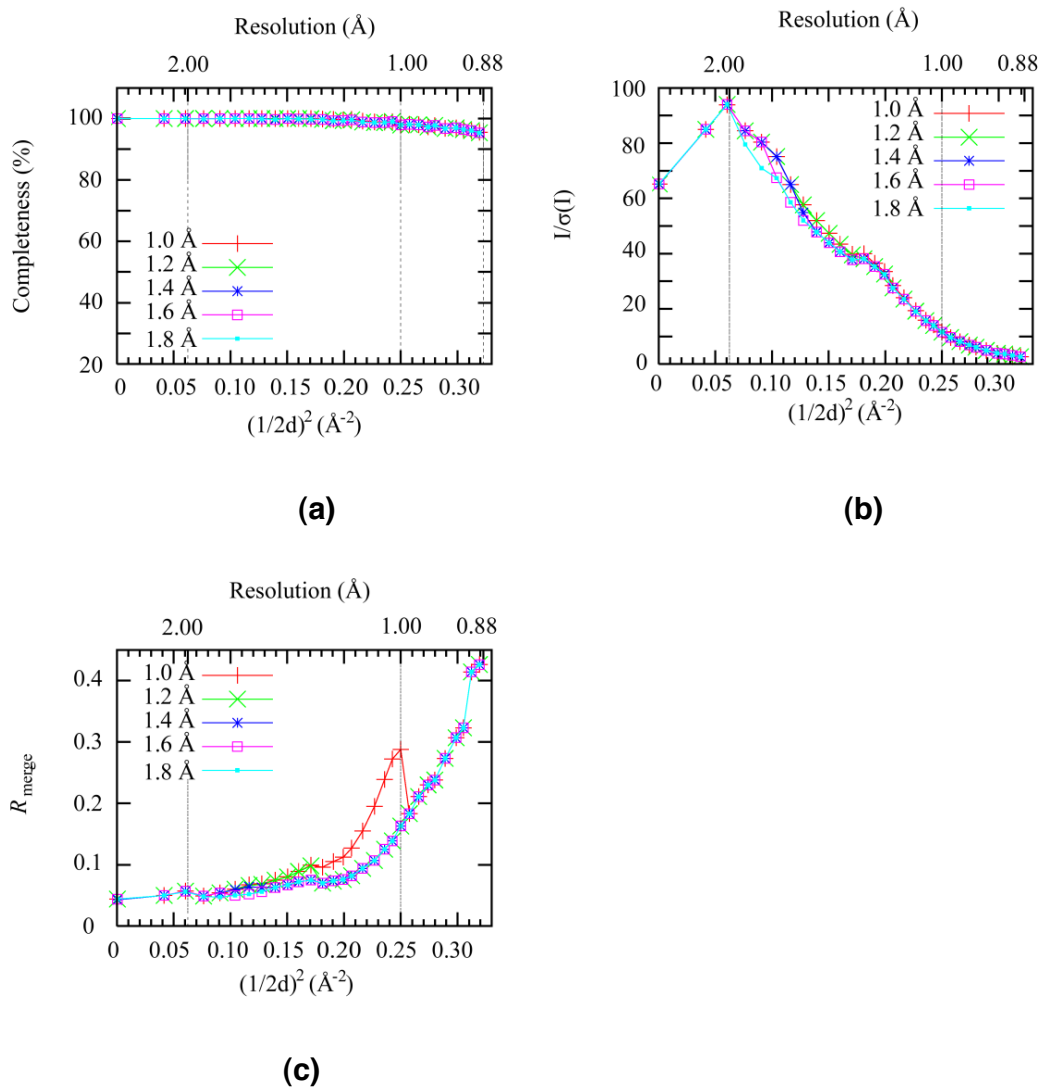 Resolution (Å)
2.00 1.00 0.88
Completeness (%)
100
80
60
40
20
1.0 Å
1.2 Å
1.4 Å
1.6 Å
1.8 Å
0 0.05 0.10 0.15 0.20 0.25 0.30
(1/2d)² (Å⁻²)
(a)
Resolution (Å)
2.00 1.00 0.88
I/σ(I)
100
80
60
40
20
0
1.0 Å
1.2 Å
1.4 Å
1.6 Å
1.8 Å
0 0.05 0.10 0.15 0.20 0.25 0.30
(1/2d)² (Å⁻²)
(b)
Resolution (Å)
2.00 1.00 0.88
Rmerge
0.4
0.3
0.2
0.1
0
1.0 Å
1.2 Å
1.4 Å
1.6 Å
1.8 Å
0 0.05 0.10 0.15 0.20 0.25 0.30
(1/2d)² (Å⁻²)
(c)